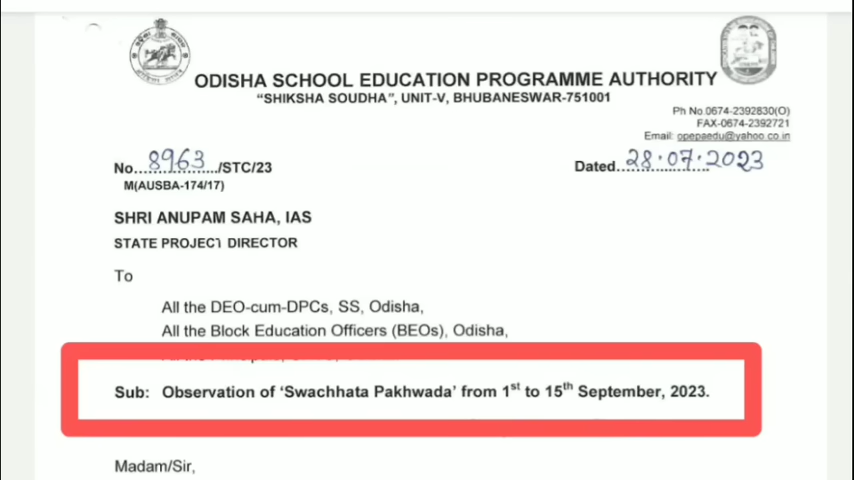 ODISHA SCHOOL EDUCATION PROGRAMME AUTHORITY
“SHIKSHA SOUDHA”, UNIT-V, BHUBANESWAR-751001
Ph No.0674-2392830(O)
FAX-0674-2392721
Email: opepaedu@yahoo.co.in
No....8963..../STC/23 Dated....28.07.2023
M(AUSBA-174/17)
SHRI ANUPAM SAHA, IAS
STATE PROJECT DIRECTOR
To
All the DEO-cum-DPCs, SS, Odisha,
All the Block Education Officers (BEOs), Odisha,
Sub: Observation of ‘Swachhata Pakhwada’ from 1st to 15th September, 2023.
Madam/Sir,